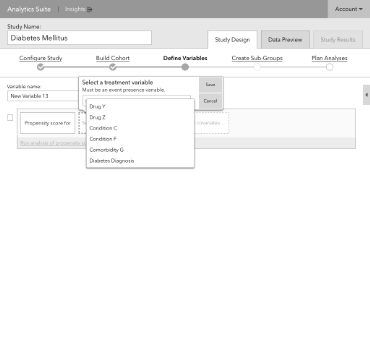 Analytics Suite | Insights
Account
Study Name:
Diabetes Mellitus
Study Design
Data Preview
Study Results
Configure Study
Build Cohort
Define Variables
Create Sub-Groups
Plan Analyses
Variable name:
New Variable 13
Select a treatment variable
Must be an event presence variable.
Save
Cancel
Propensity score for
Drug Y
Drug Z
Condition C
Condition F
Comorbidity G
Diabetes Diagnosis
Run analysis of propensity